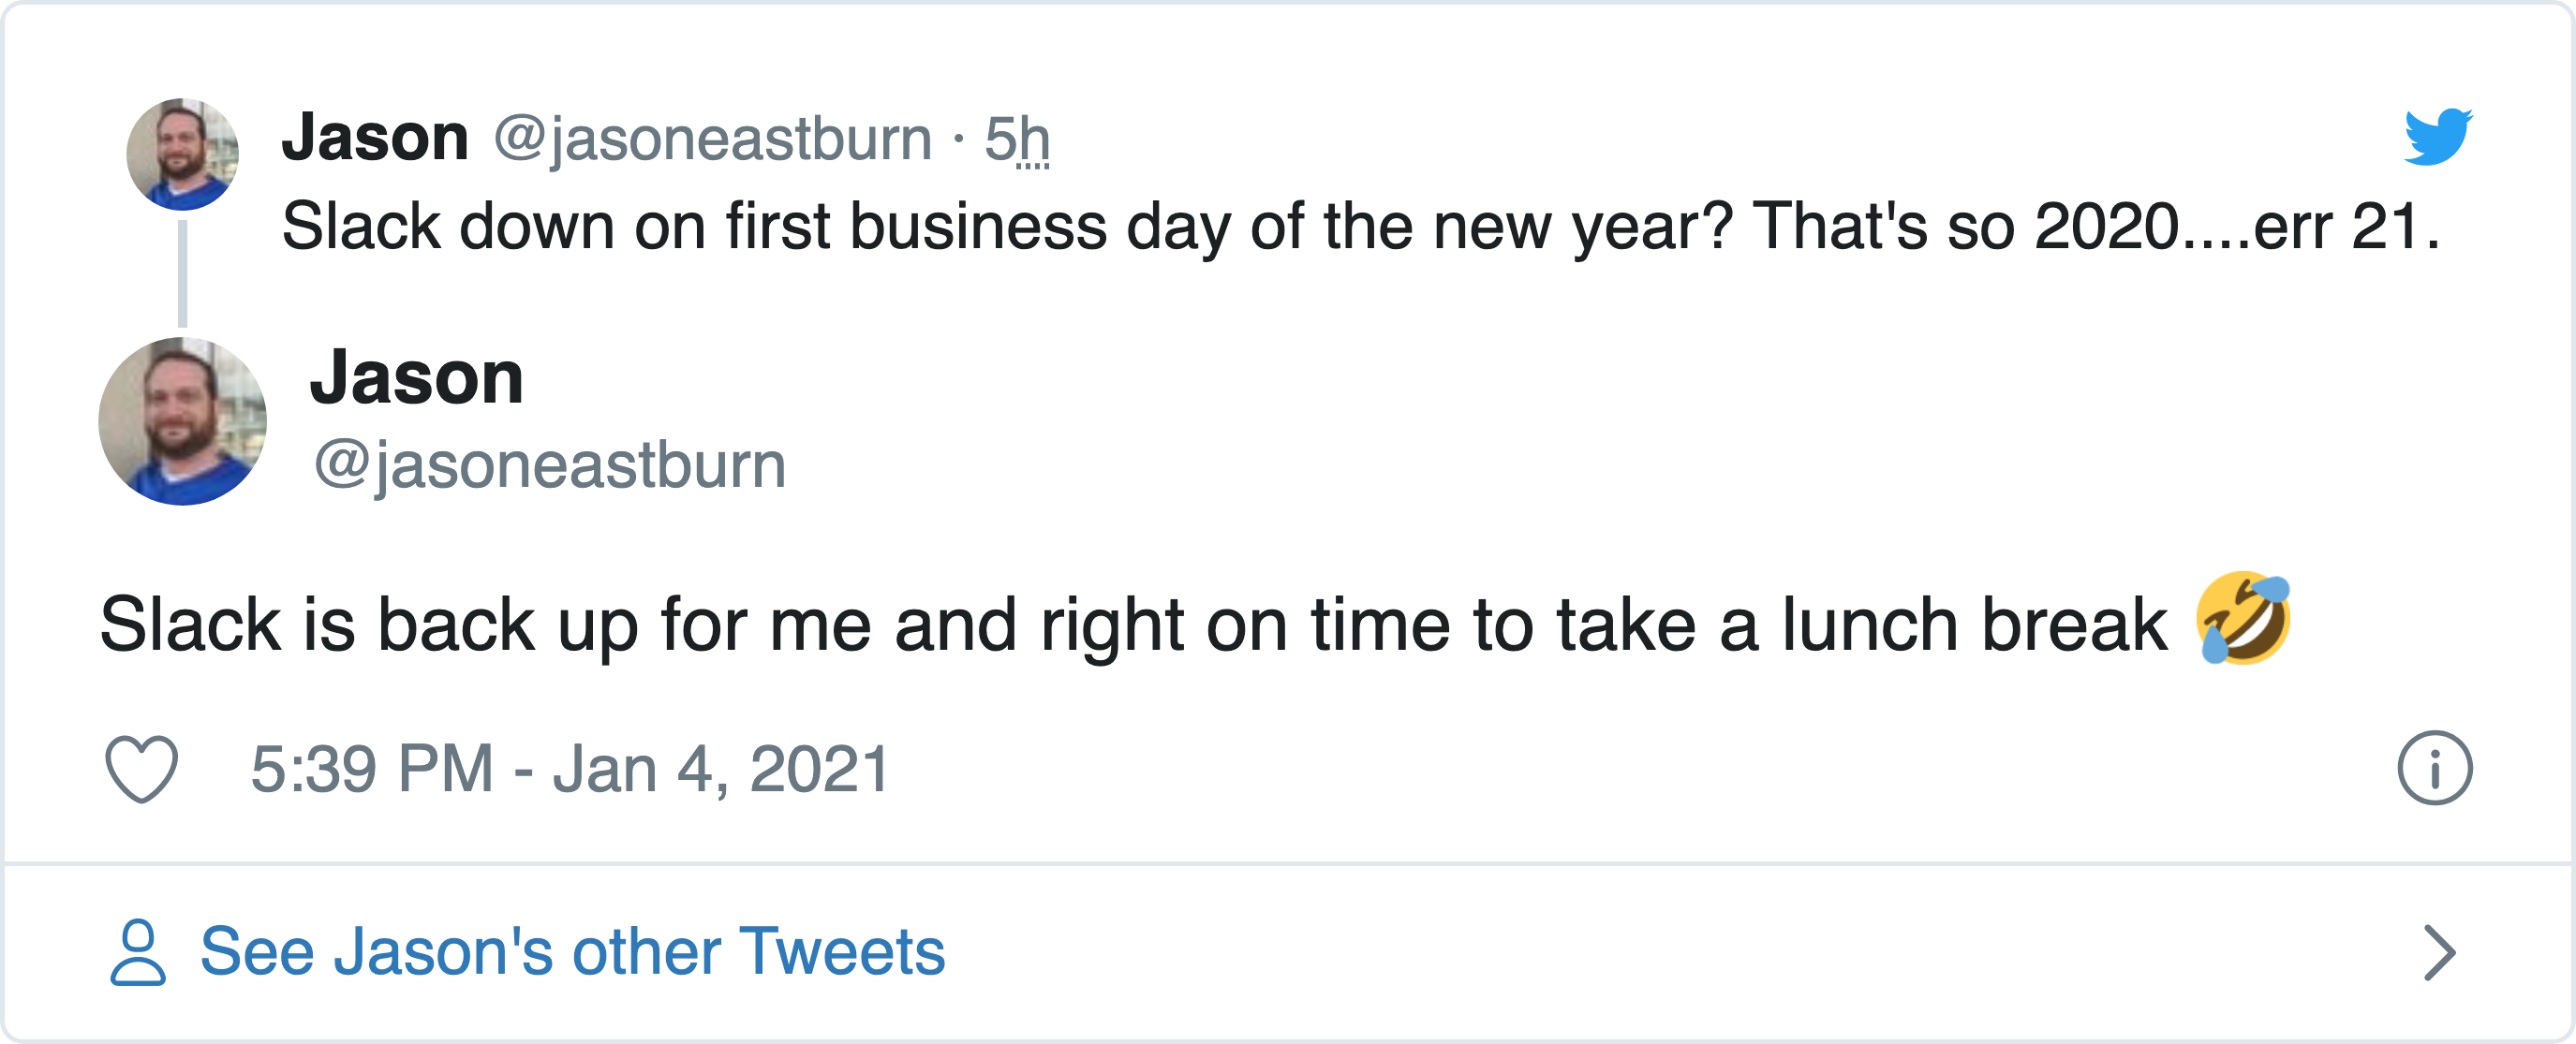 Jason @jasoneastburn · 5h
Slack down on first business day of the new year? That's so 2020....err 21.
Jason
@jasoneastburn
Slack is back up for me and right on time to take a lunch break 🤣
5:39 PM - Jan 4, 2021
See Jason's other Tweets